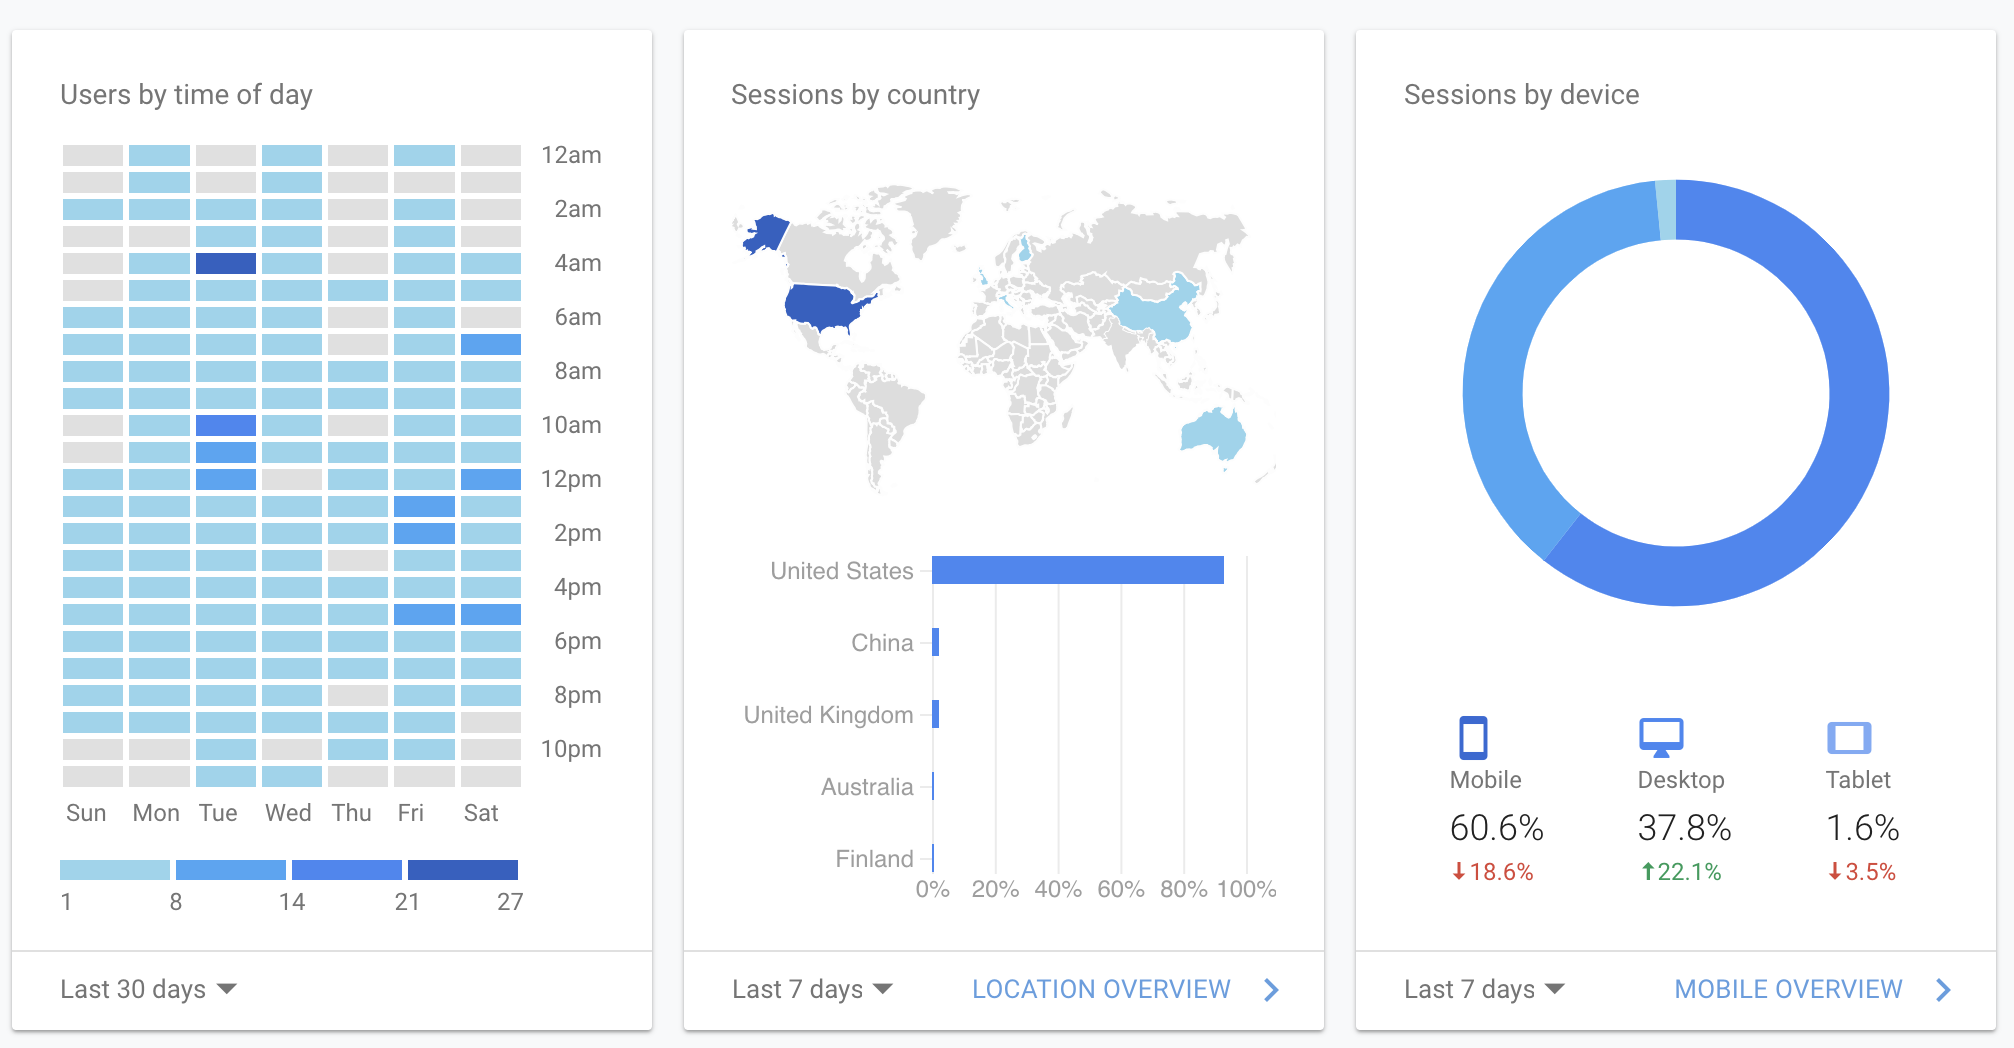 Users by time of day
12am
2am
4am
6am
8am
10am
12pm
2pm
4pm
6pm
8pm
10pm
Sun Mon Tue Wed Thu Fri Sat
1 8 14 21 27
Last 30 days
Sessions by country
United States
China
United Kingdom
Australia
Finland
0% 20% 40% 60% 80% 100%
Last 7 days LOCATION OVERVIEW
Sessions by device
Mobile Desktop Tablet
60.6% 37.8% 1.6%
18.6% 22.1% 3.5%
Last 7 days MOBILE OVERVIEW